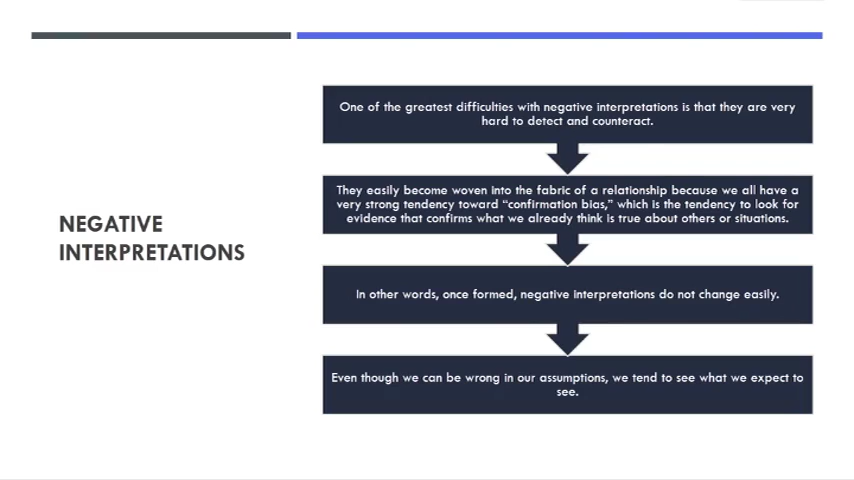 NEGATIVE
INTERPRETATIONS
One of the greatest difficulties with negative interpretations is that they are very
hard to detect and counteract.
They easily become woven into the fabric of a relationship because we all have a
very strong tendency toward “confirmation bias,” which is the tendency to look for
evidence that confirms what we already think is true about others or situations.
In other words, once formed, negative interpretations do not change easily.
Even though we can be wrong in our assumptions, we tend to see what we expect to
see.